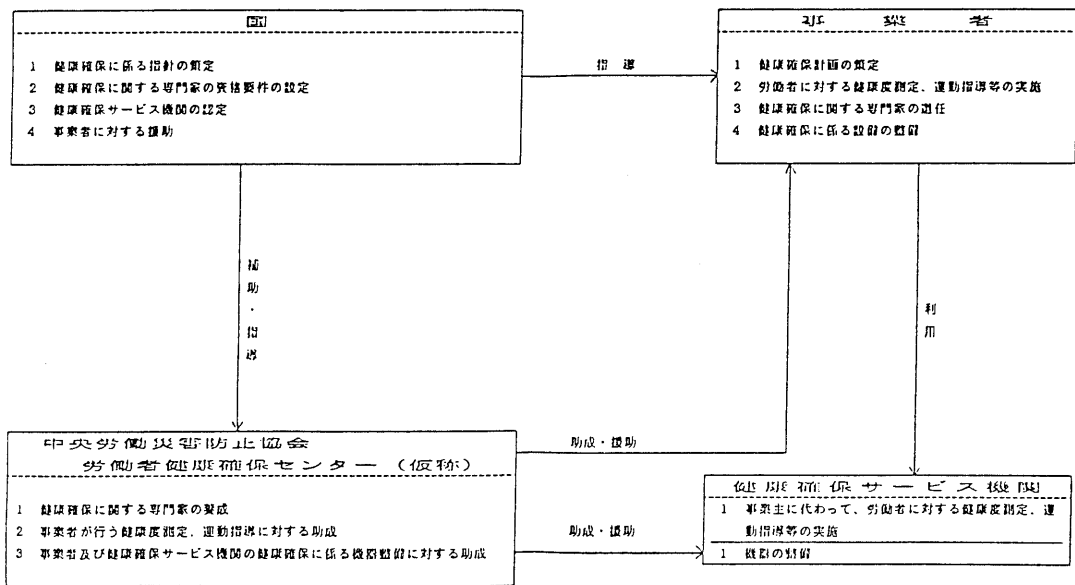 国
1 健康確保に係る指針の策定
2 健康確保に関する専門家の資格要件の設定
3 健康確保サービス機関の認定
4 事業者に対する援助
指 導
事 業 者
1 健康確保計画の策定
2 労働者に対する健康度測定、運動指導等の実施
3 健康確保に関する専門家の選任
4 健康確保に係る設備の整備
補助・指導
利用
中央労働災害防止協会
労働者健康確保センター (仮称)
1 健康確保に関する専門家の養成
2 事業者が行う健康度測定、運動指導に対する助成
3 事業者及び健康確保サービス機関の健康確保に係る機器整備に対する助成
助成・援助
助成・援助
健康確保サービス機関
1 事業主に代わって、労働者に対する健康度測定、運
動指導等の実施
1 機器の整備